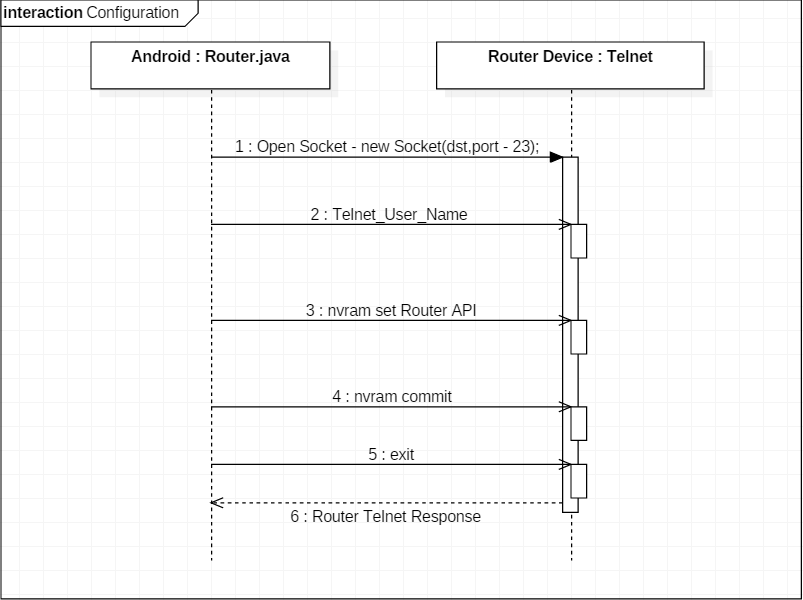 interaction Configuration
Android : Router.java
Router Device : Telnet
1 : Open Socket - new Socket(dst,port - 23);
2 : Telnet_User_Name
3 : nvram set Router API
4 : nvram commit
5 : exit
6 : Router Telnet Response